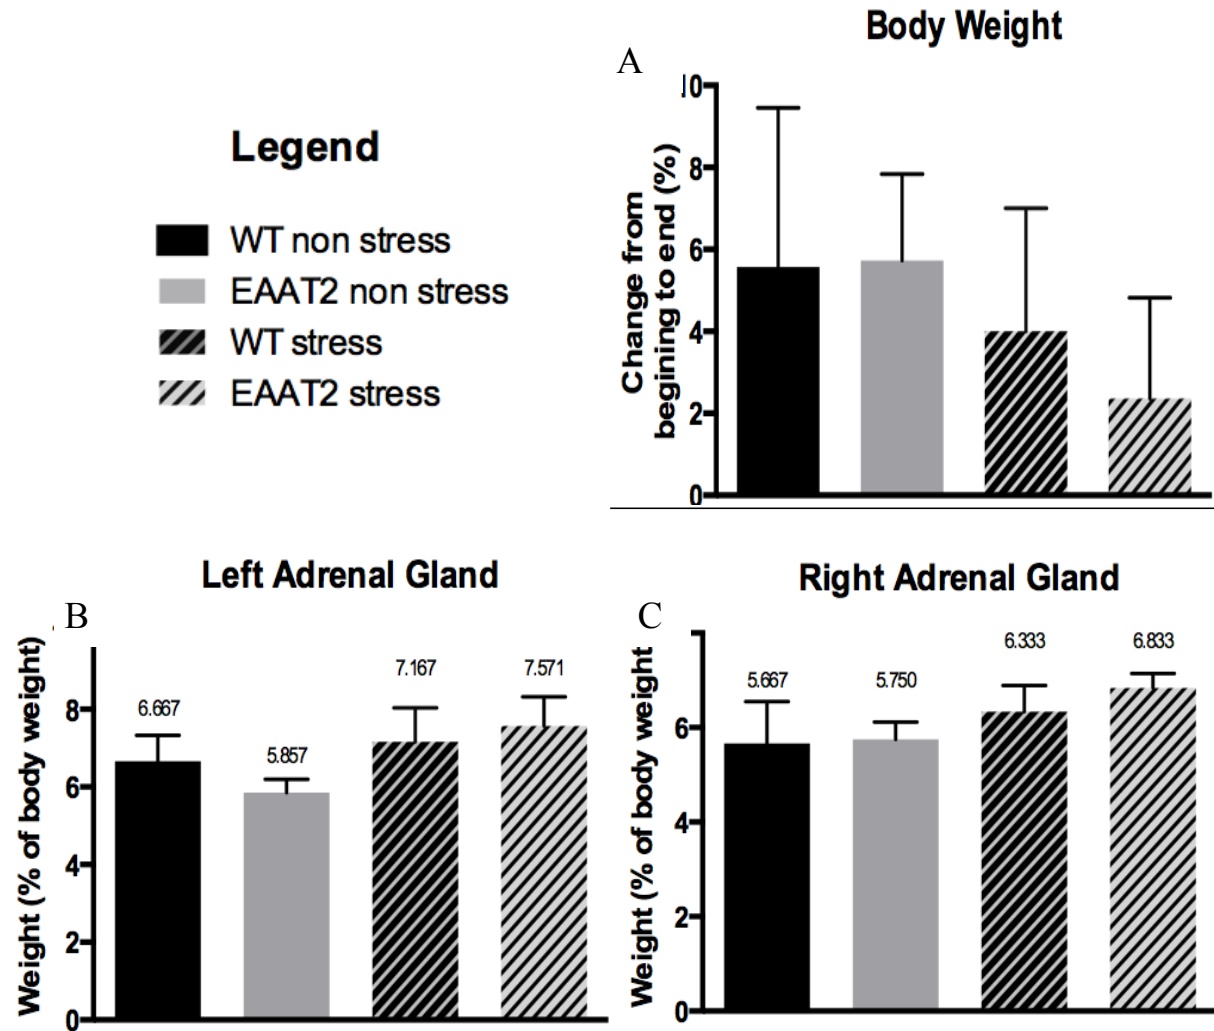 Legend
WT non stress
EAAT2 non stress
WT stress
EAAT2 stress
Body Weight
A
Change from
begining to end (%)
10
8
6
4
2
0
Left Adrenal Gland
B
Weight (% of body weight)
8
6
4
2
0
6.667
5.857
7.167
7.571
Right Adrenal Gland
C
Weight (% of body weight
6
4
2
0
5.667
5.750
6.333
6.833